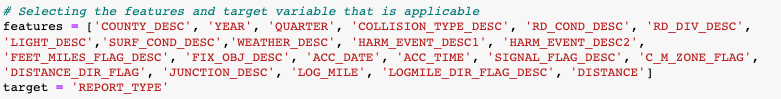 # Selecting the features and target variable that is applicable
features = ['COUNTY_DESC', 'YEAR', 'QUARTER', 'COLLISION_TYPE_DESC', 'RD_COND_DESC', 'RD_DIV_DESC',
'LIGHT_DESC','SURF_COND_DESC','WEATHER_DESC', 'HARM_EVENT_DESC1', 'HARM_EVENT_DESC2',
'FEET_MILES_FLAG_DESC', 'FIX_OBJ_DESC', 'ACC_DATE', 'ACC_TIME', 'SIGNAL_FLAG_DESC', 'C_M_ZONE_FLAG',
'DISTANCE_DIR_FLAG', 'JUNCTION_DESC', 'LOG_MILE', 'LOGMILE_DIR_FLAG_DESC', 'DISTANCE']
target = 'REPORT_TYPE'